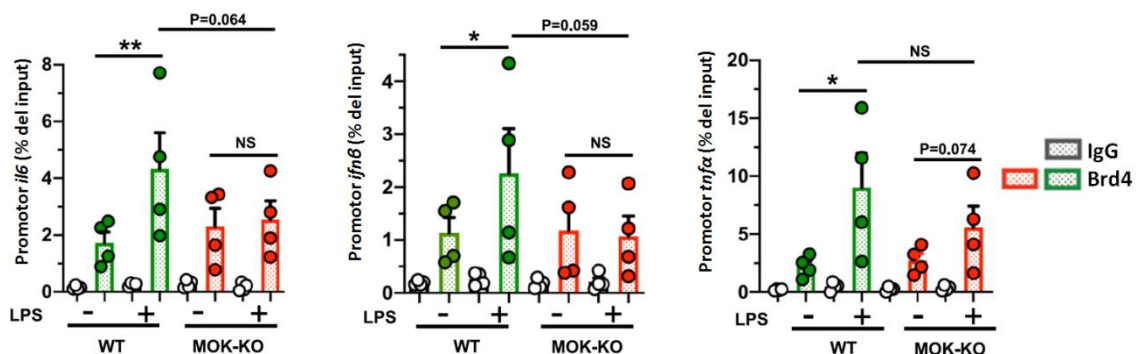 Promotor il6 (% del input)
8
6
4
2
0
**
P=0.064
NS
LPS
- + - +
WT MOK-KO
Promotor ifnβ (% del input)
4
3
2
1
0
*
P=0.059
NS
LPS
- + - +
WT MOK-KO
Promotor tnfα (% del input)
20
15
10
5
0
*
NS
P=0.074
LPS
- + - +
WT MOK-KO
IgG
Brd4